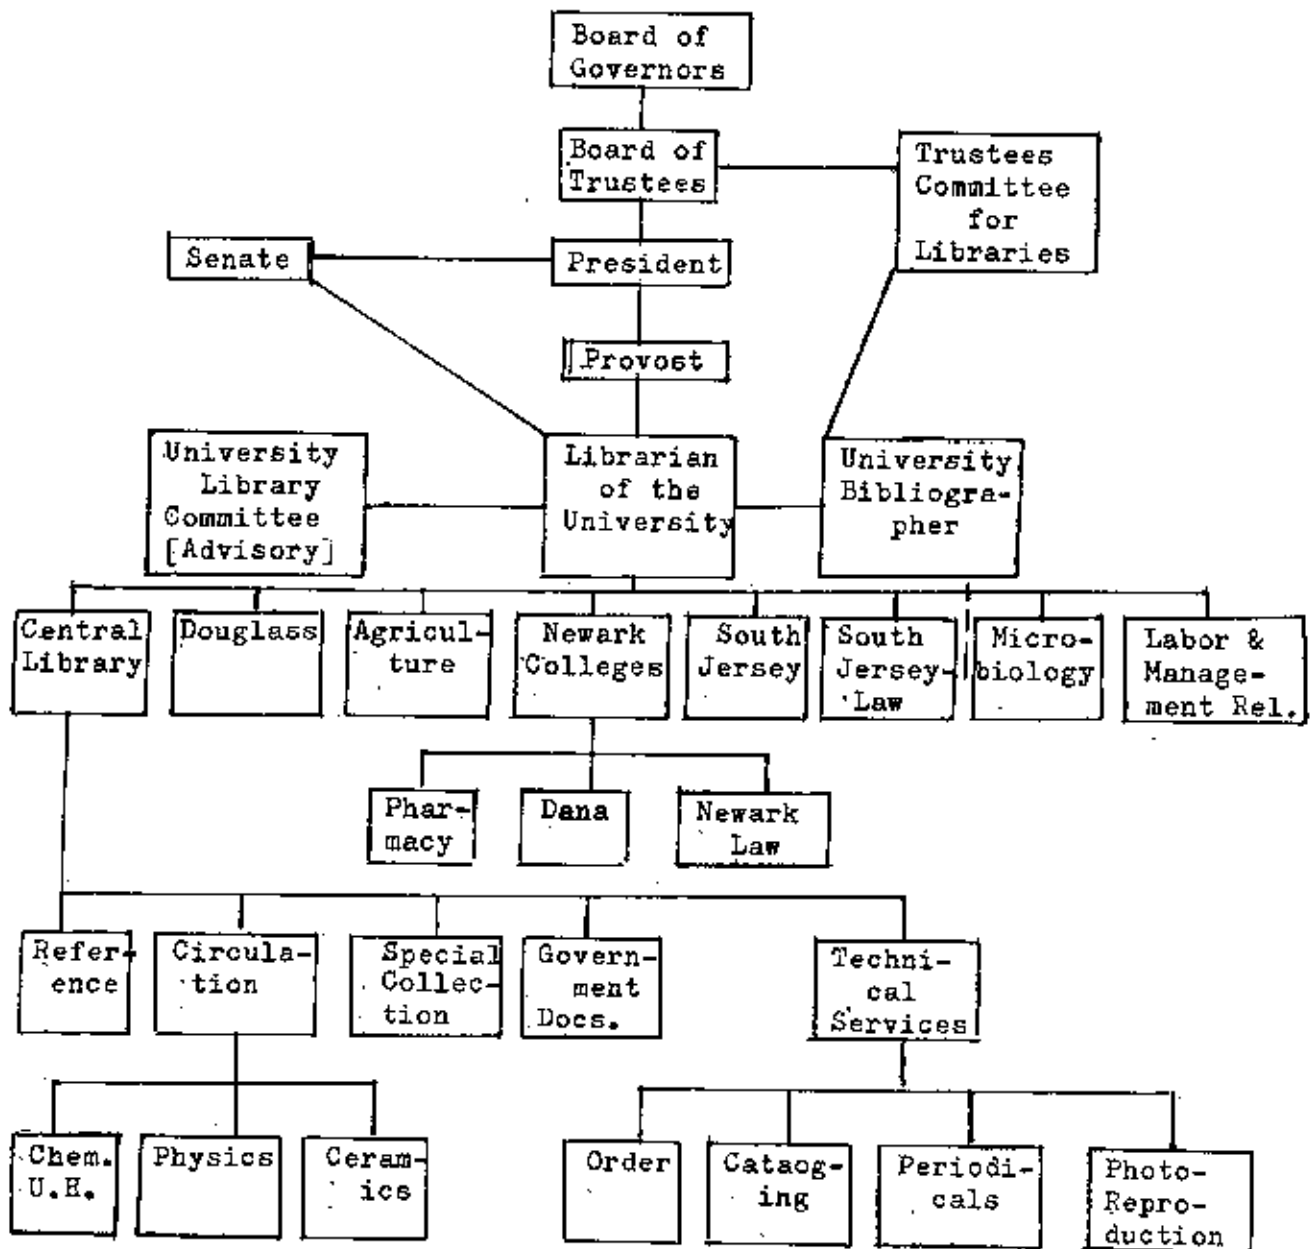 Board of
Governors
Board of
Trustees
Trustees
Committee
for
Libraries
Senate
President
Provost
University
Library
Committee
[Advisory]
Librarian
of the
University
University
Bibliogra-
pher
Central
Library
Douglass
Agricul-
ture
Newark
Colleges
South
Jersey
South
Jersey-
Law
Micro-
biology
Labor &
Manage-
ment Rel.
Phar-
macy
Dana
Newark
Law
Refer-
ence
Circula-
tion
Special
Collec-
tion
Govern-
ment
Docs.
Techni-
cal
Services
Chem.
U.H.
Physics
Ceram-
ics
Order
Cataog-
ing
Periodi-
cals
Photo-
Repro-
duction